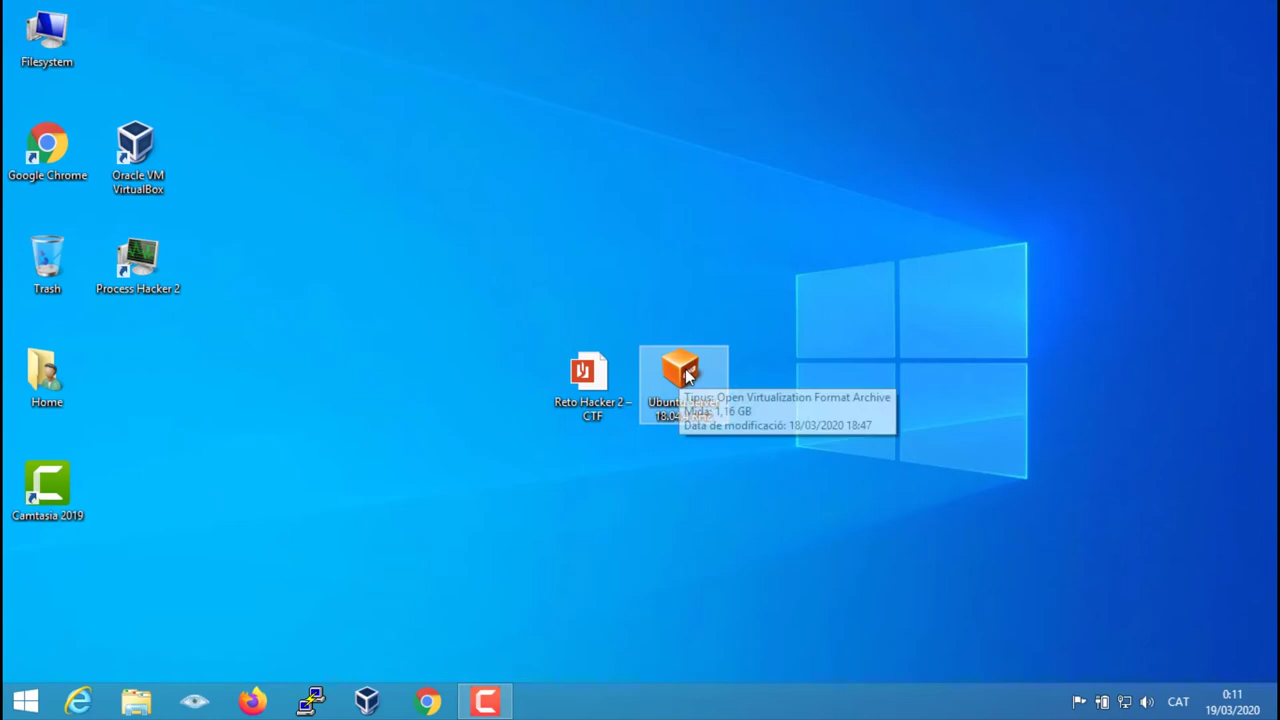 Filesystem
Google Chrome
Oracle VM
VirtualBox
Trash
Process Hacker 2
Home
Camtasia 2019
Reto Hacker 2 –
CTF
Tipus: Open Virtualization Format Archive
Mida: 1,16 GB
Data de modificació: 18/03/2020 18:47
CAT
0:11
19/03/2020